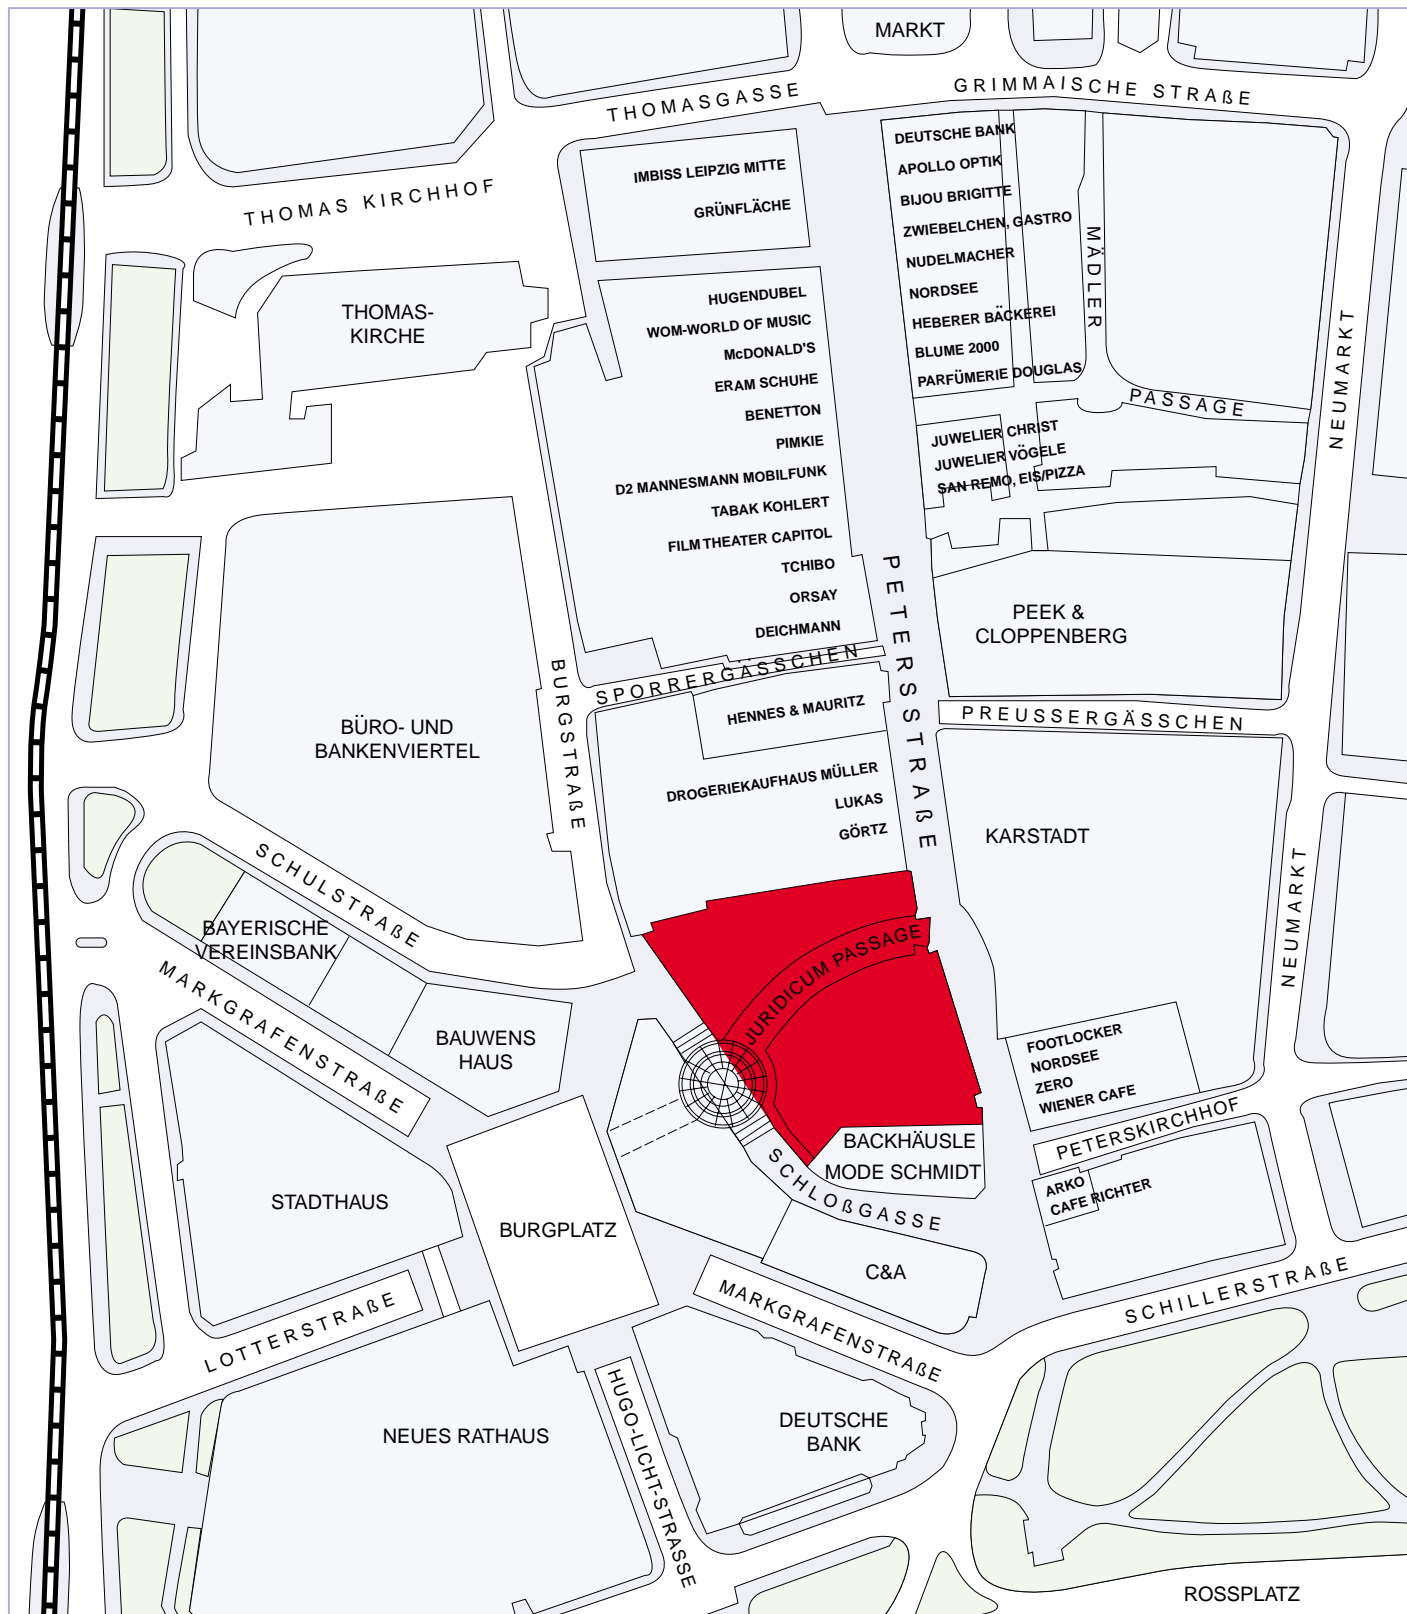 MARKT
THOMASGASSE
GRIMMAISCHE STRAßE
THOMAS KIRCHHOF
IMBISS LEIPZIG MITTE
GRÜNFLÄCHE
DEUTSCHE BANK
APOLLO OPTIK
BIJOU BRIGITTE
ZWIEBELCHEN, GASTRO
NUDELMACHER
NORDSEE
HEBERER BÄCKEREI
BLUME 2000
PARFÜMERIE DOUGLAS
MÄDLER
PASSAGE
NEUMARKT
THOMAS-
KIRCHE
HUGENDUBEL
WOM-WORLD OF MUSIC
McDONALD'S
ERAM SCHUHE
BENETTON
PIMKIE
D2 MANNESMANN MOBILFUNK
TABAK KOHLERT
FILM THEATER CAPITOL
TCHIBO
ORSAY
DEICHMANN
JUWELIER CHRIST
JUWELIER VÖGELE
SAN REMO, EIS/PIZZA
PETERSSTRAßE
PEEK &
CLOPPENBERG
BURGSTRAßE
SPORRERGÄSSCHEN
PREUSSERGÄSSCHEN
HENNES & MAURITZ
BÜRO- UND
BANKENVIERTEL
DROGERIEKAUFHAUS MÜLLER
LUKAS
GÖRTZ
KARSTADT
NEUMARKT
SCHULSTRAßE
BAYERISCHE
VEREINSBANK
MARKGRAFENSTRAßE
JURIDICUM PASSAGE
BAUWENS
HAUS
FOOTLOCKER
NORDSEE
ZERO
WIENER CAFE
PETERSKIRCHHOF
BACKHÄUSLE
MODE SCHMIDT
SCHLOßGASSE
ARKO
CAFE RICHTER
STADTHAUS
BURGPLATZ
C&A
MARKGRAFENSTRAßE
SCHILLERSTRAßE
LOTTERSTRAßE
HUGO-LICHT-STRASSE
NEUES RATHAUS
DEUTSCHE
BANK
ROSSPLATZ